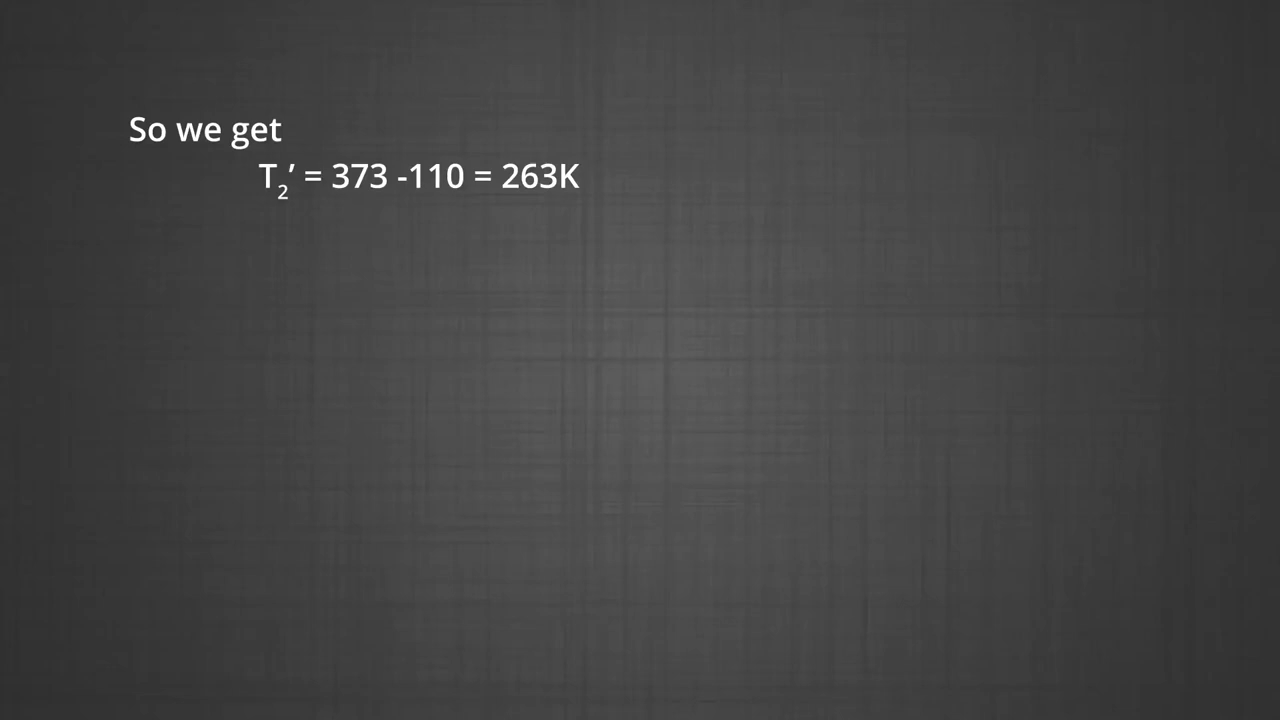 So we get
T₂’ = 373 -110 = 263K